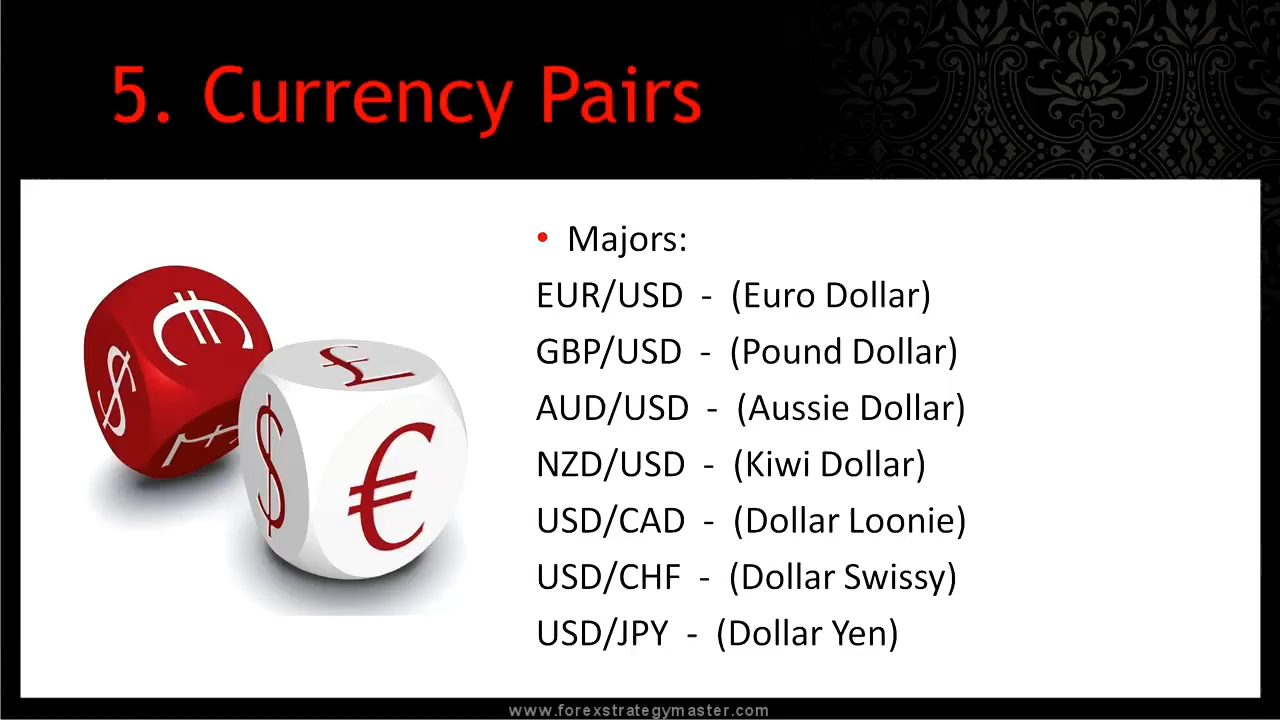 5. Currency Pairs
• Majors:
EUR/USD - (Euro Dollar)
GBP/USD - (Pound Dollar)
AUD/USD - (Aussie Dollar)
NZD/USD - (Kiwi Dollar)
USD/CAD - (Dollar Loonie)
USD/CHF - (Dollar Swissy)
USD/JPY - (Dollar Yen)
€
$
£
$
€
www.forexstrategymaster.com